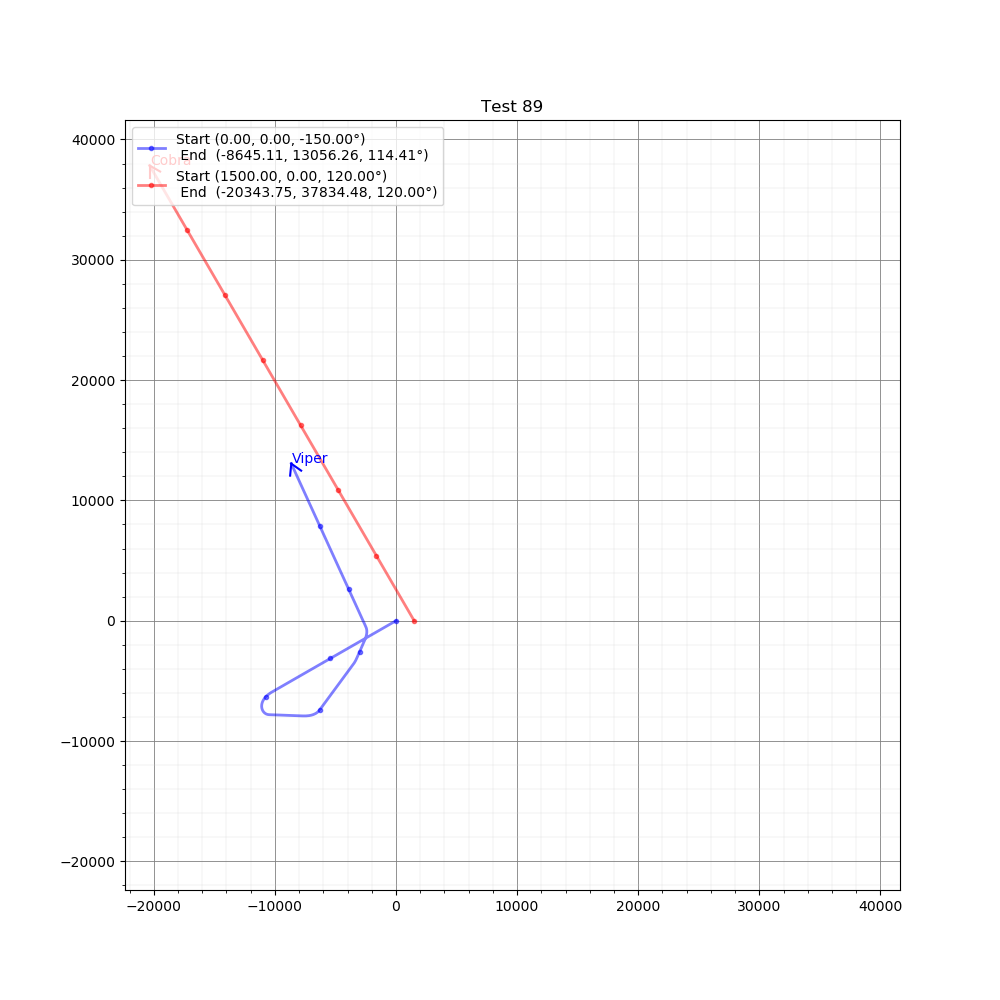 Test 89
Start (0.00, 0.00, -150.00°)
End (-8645.11, 13056.26, 114.41°)
Start (1500.00, 0.00, 120.00°)
End (-20343.75, 37834.48, 120.00°)
Cobra
Viper
40000
30000
20000
10000
0
−10000
−20000
−20000 −10000 0 10000 20000 30000 40000